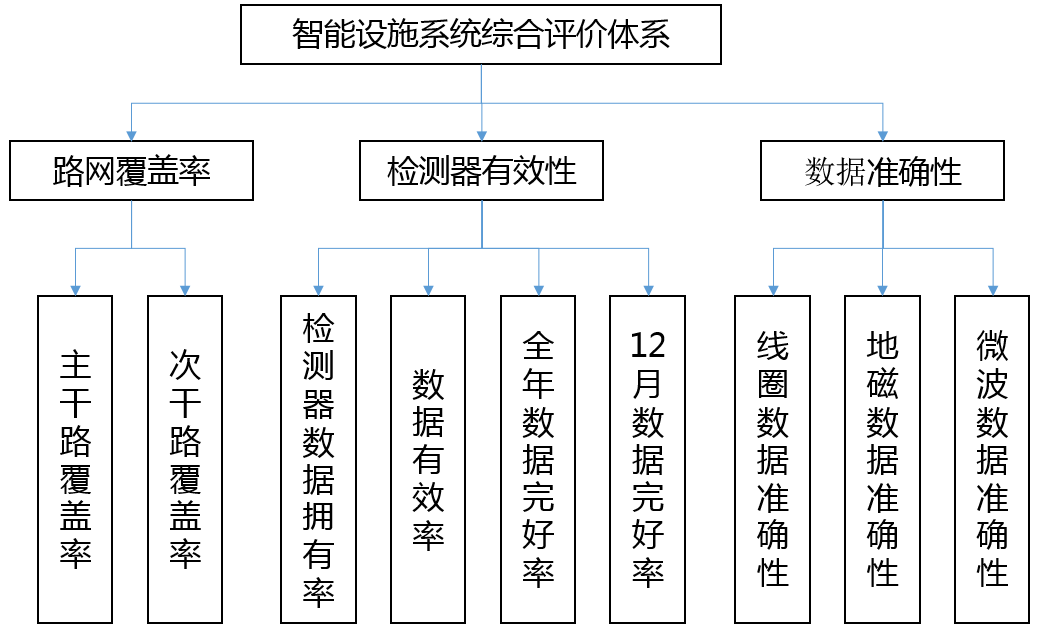 智能设施系统综合评价体系
路网覆盖率
检测器有效性
数据准确性
主干路覆盖率
次干路覆盖率
检测器数据拥有率
数据有效率
全年数据完好率
12月数据完好率
线圈数据准确性
地磁数据准确性
微波数据准确性